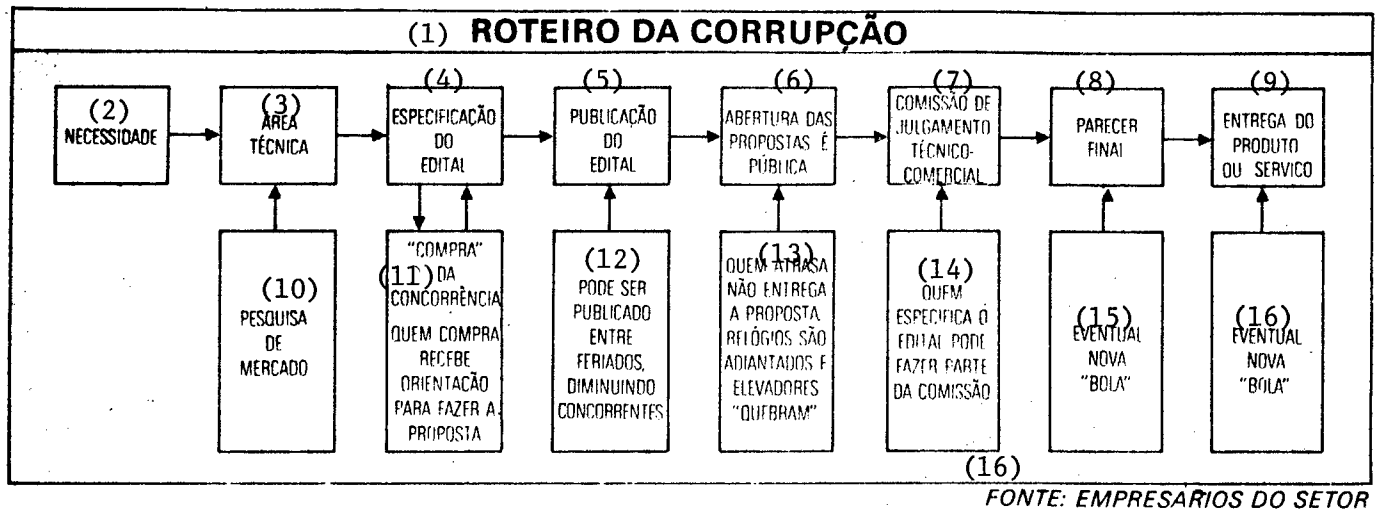 (1) ROTEIRO DA CORRUPÇÃO
(2)
NECESSIDADE
(3)
ÁREA
TÉCNICA
(4)
ESPECIFICAÇÃO
DO
EDITAL
(5)
PUBLICAÇÃO
DO
EDITAL
(6)
ABERTURA DAS
PROPOSTAS É
PÚBLICA
(7)
COMISSÃO DE
JULGAMENTO
TÉCNICO-
COMERCIAL
(8)
PARECER
FINAL
(9)
ENTREGA DO
PRODUTO
OU SERVICO
(10)
PESQUISA
DE
MERCADO
"COMPRA"
(11) DA
CONCORRÊNCIA
QUEM COMPRA
RECEBE
ORIENTAÇÃO
PARA FAZER A
PROPOSTA
(12)
PODE SER
PUBLICADO
ENTRE
FERIADOS,
DIMINUINDO
CONCORRENTES
(13)
QUEM ATRASA
NÃO ENTREGA
A PROPOSTA
RELÓGIOS SÃO
ADIANTADOS E
ELEVADORES
"QUEBRAM"
(14)
QUEM
ESPECIFICA O
EDITAL PODE
FAZER PARTE
DA COMISSÃO
(15)
EVENTUAL
NOVA
"BOLA"
(16)
EVENTUAL
NOVA
"BOLA"
(16)
FONTE: EMPRESÁRIOS DO SETOR